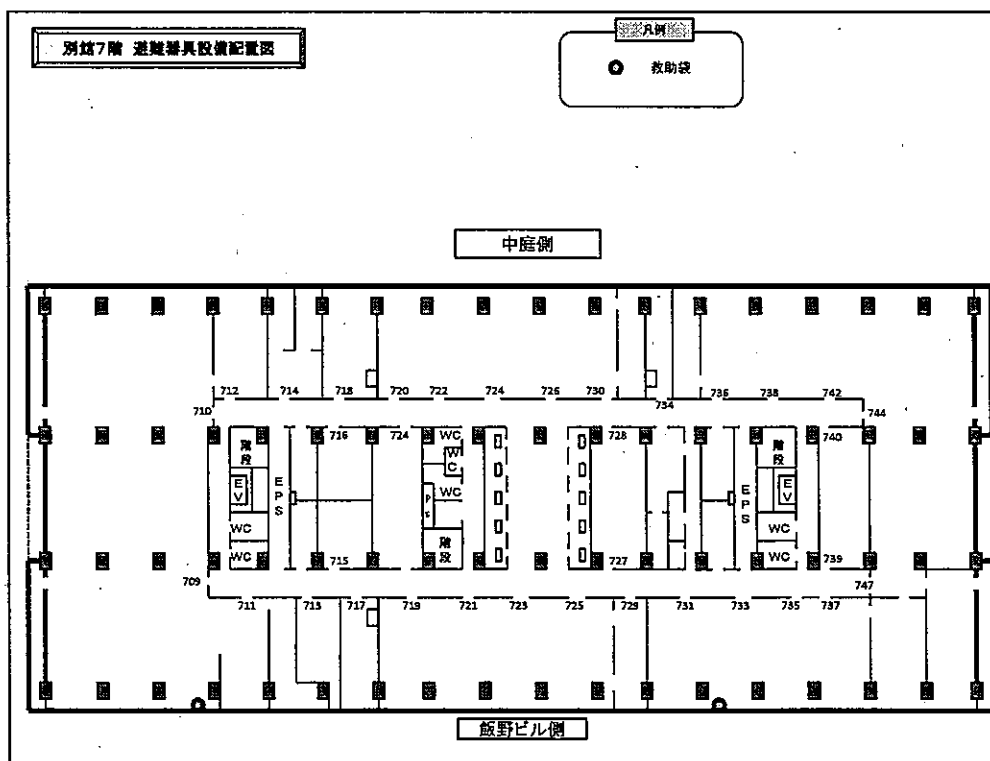 別館7階 避難器具設備配置図
凡例
救助袋
中庭側
712 714 718 720 722 724 726 730 734 736 738 742
710 744
716 724 WC 728 740
階段 WC 階段
EV EPS WC EPS EV
PS
WC WC
WC 階段 WC
715 727 739
709 747
711 713 717 719 721 723 725 729 731 733 735 737
飯野ビル側